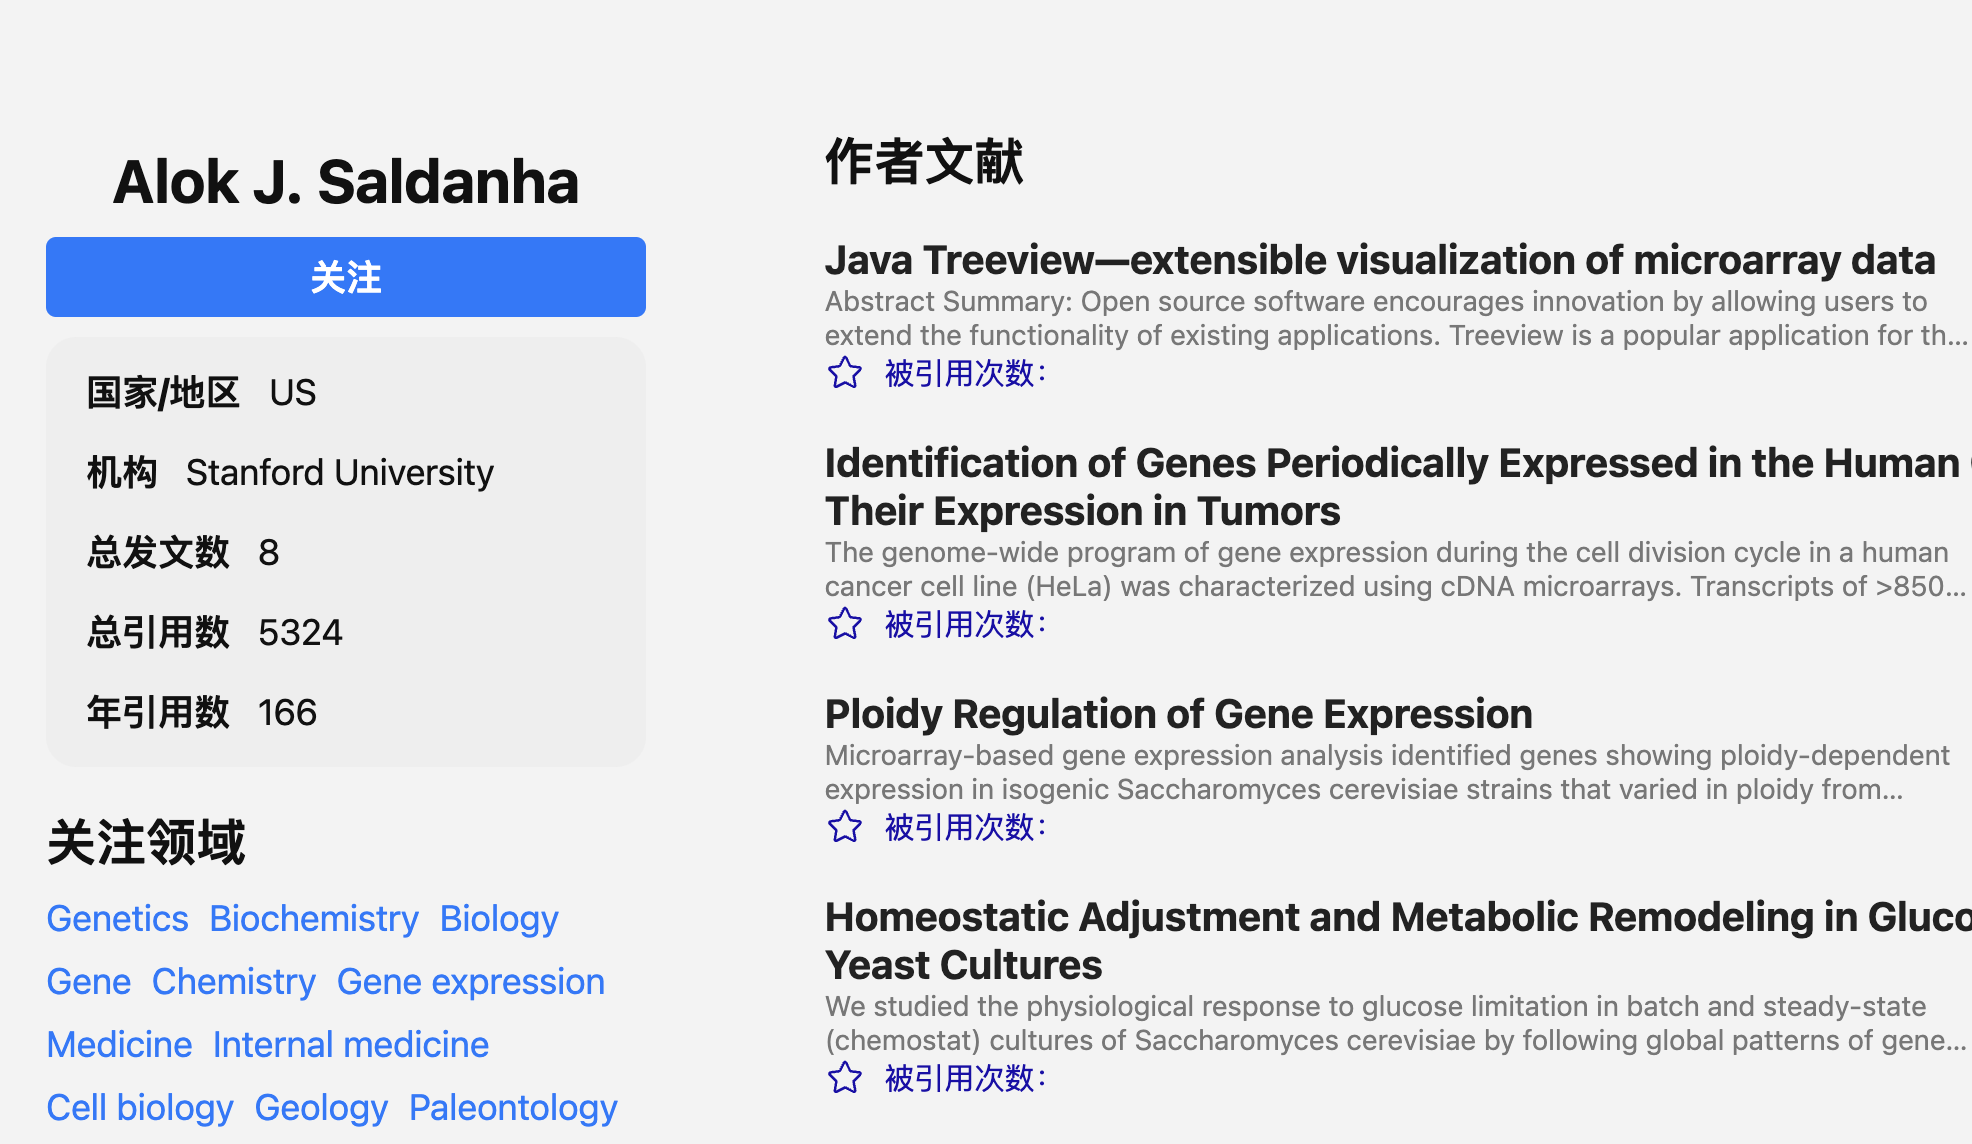 Alok J. Saldanha
关注
国家/地区 US
机构 Stanford University
总发文数 8
总引用数 5324
年引用数 166
关注领域
Genetics Biochemistry Biology
Gene Chemistry Gene expression
Medicine Internal medicine
Cell biology Geology Paleontology
作者文献
Java Treeview—extensible visualization of microarray data
Abstract Summary: Open source software encourages innovation by allowing users to
extend the functionality of existing applications. Treeview is a popular application for th...
被引用次数：
Identification of Genes Periodically Expressed in the Human
Their Expression in Tumors
The genome-wide program of gene expression during the cell division cycle in a human
cancer cell line (HeLa) was characterized using cDNA microarrays. Transcripts of >850...
被引用次数：
Ploidy Regulation of Gene Expression
Microarray-based gene expression analysis identified genes showing ploidy-dependent
expression in isogenic Saccharomyces cerevisiae strains that varied in ploidy from...
被引用次数：
Homeostatic Adjustment and Metabolic Remodeling in Gluco
Yeast Cultures
We studied the physiological response to glucose limitation in batch and steady-state
(chemostat) cultures of Saccharomyces cerevisiae by following global patterns of gene...
被引用次数：